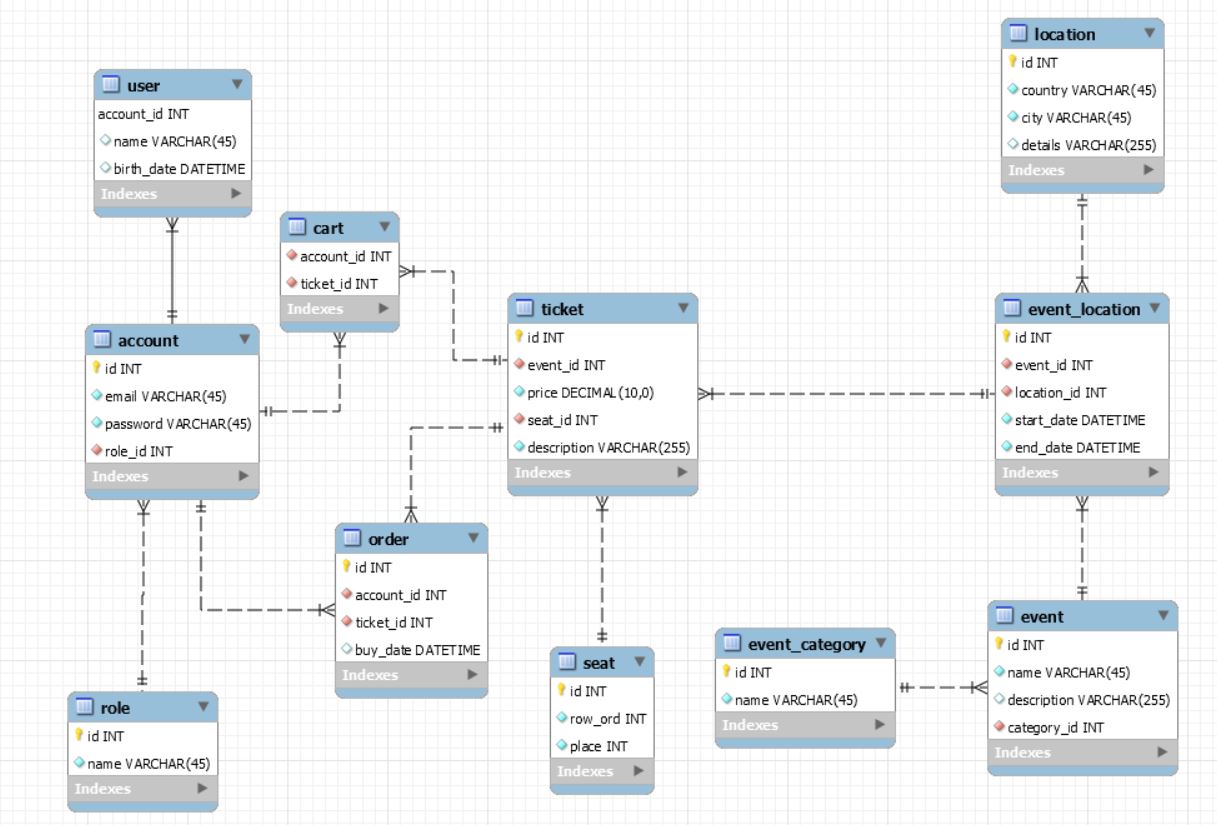 user
account_id INT
name VARCHAR(45)
birth_date DATETIME
Indexes
cart
account_id INT
ticket_id INT
Indexes
account
id INT
email VARCHAR(45)
password VARCHAR(45)
role_id INT
Indexes
ticket
id INT
event_id INT
price DECIMAL(10,0)
seat_id INT
description VARCHAR(255)
Indexes
location
id INT
country VARCHAR(45)
city VARCHAR(45)
details VARCHAR(255)
Indexes
event_location
id INT
event_id INT
location_id INT
start_date DATETIME
end_date DATETIME
Indexes
order
id INT
account_id INT
ticket_id INT
buy_date DATETIME
Indexes
role
id INT
name VARCHAR(45)
Indexes
seat
id INT
row_ord INT
place INT
Indexes
event_category
id INT
name VARCHAR(45)
Indexes
event
id INT
name VARCHAR(45)
description VARCHAR(255)
category_id INT
Indexes